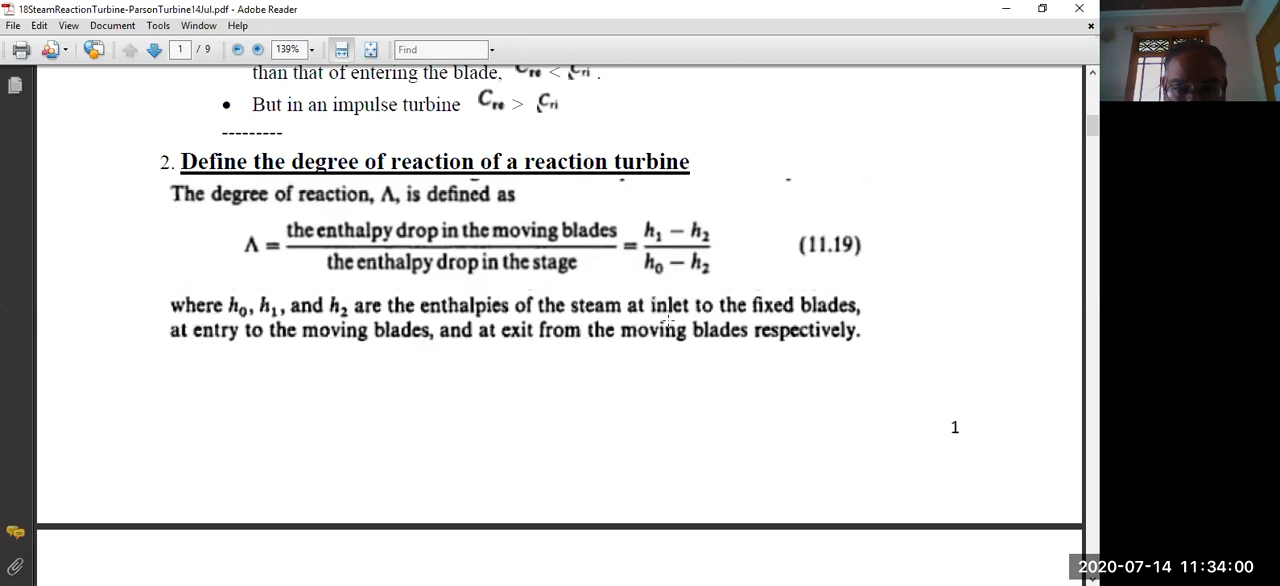 18SteamReactionTurbine-ParsonTurbine14Jul.pdf - Adobe Reader
File Edit View Document Tools Window Help
1 / 9 139% Find
than that of entering the blade, Cre < Cri .
• But in an impulse turbine Cre > Cri
---------
2. Define the degree of reaction of a reaction turbine
The degree of reaction, Λ, is defined as
Λ = the enthalpy drop in the moving blades / the enthalpy drop in the stage = h₁ − h₂ / h₀ − h₂ (11.19)
where h₀, h₁, and h₂ are the enthalpies of the steam at inlet to the fixed blades,
at entry to the moving blades, and at exit from the moving blades respectively.
1
2020-07-14 11:34:00